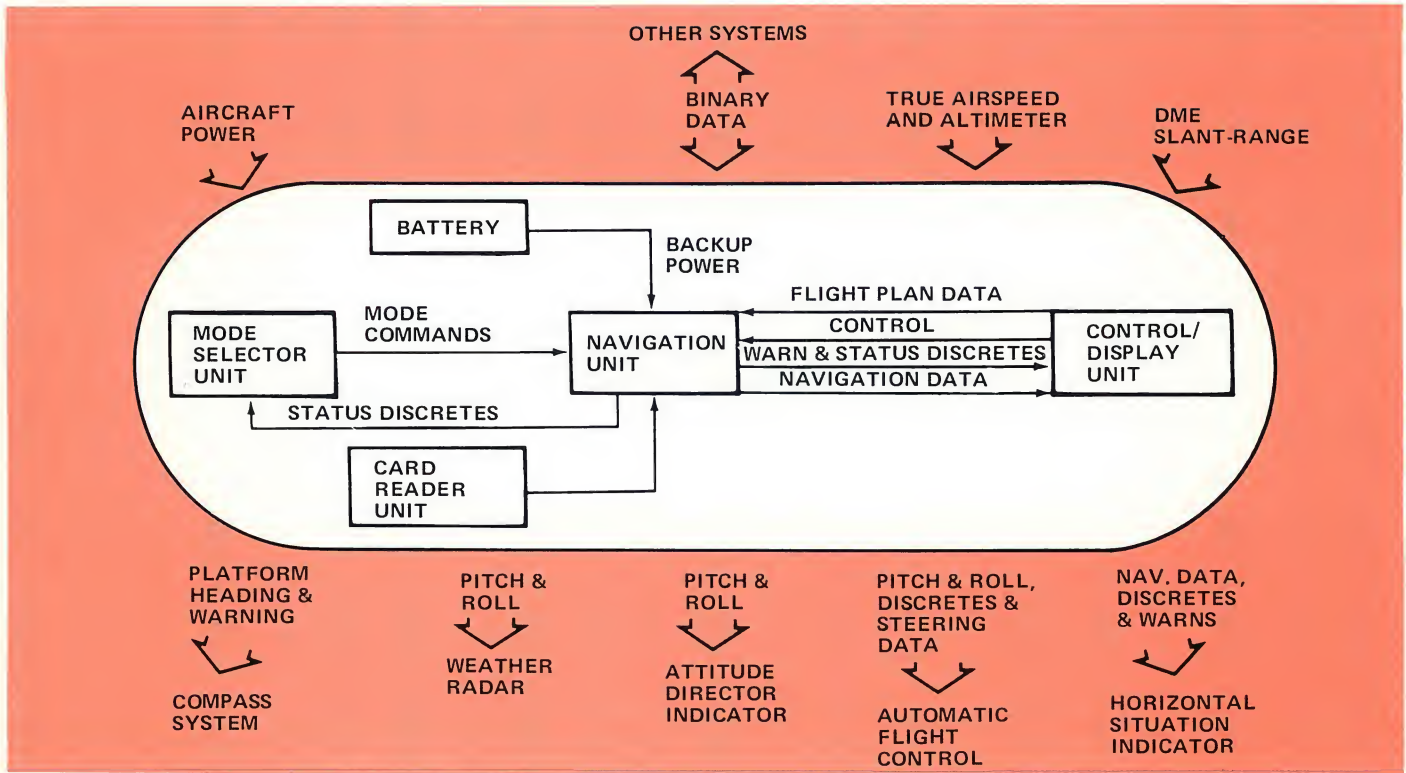 OTHER SYSTEMS
AIRCRAFT
POWER
BINARY
DATA
TRUE AIRSPEED
AND ALTIMETER
DME
SLANT-RANGE
BATTERY
BACKUP
POWER
MODE
SELECTOR
UNIT
MODE
COMMANDS
NAVIGATION
UNIT
FLIGHT PLAN DATA
CONTROL
WARN & STATUS DISCRETES
NAVIGATION DATA
CONTROL/
DISPLAY
UNIT
STATUS DISCRETES
CARD
READER
UNIT
PLATFORM
HEADING &
WARNING
COMPASS
SYSTEM
PITCH &
ROLL
WEATHER
RADAR
PITCH &
ROLL
ATTITUDE
DIRECTOR
INDICATOR
PITCH & ROLL,
DISCRETES &
STEERING
DATA
AUTOMATIC
FLIGHT
CONTROL
NAV. DATA,
DISCRETES
& WARNS
HORIZONTAL
SITUATION
INDICATOR